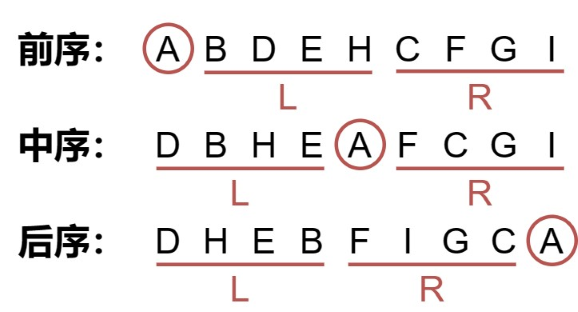 前序： A B D E H C F G I
L R
中序： D B H E A F C G I
L R
后序： D H E B F I G C A
L R